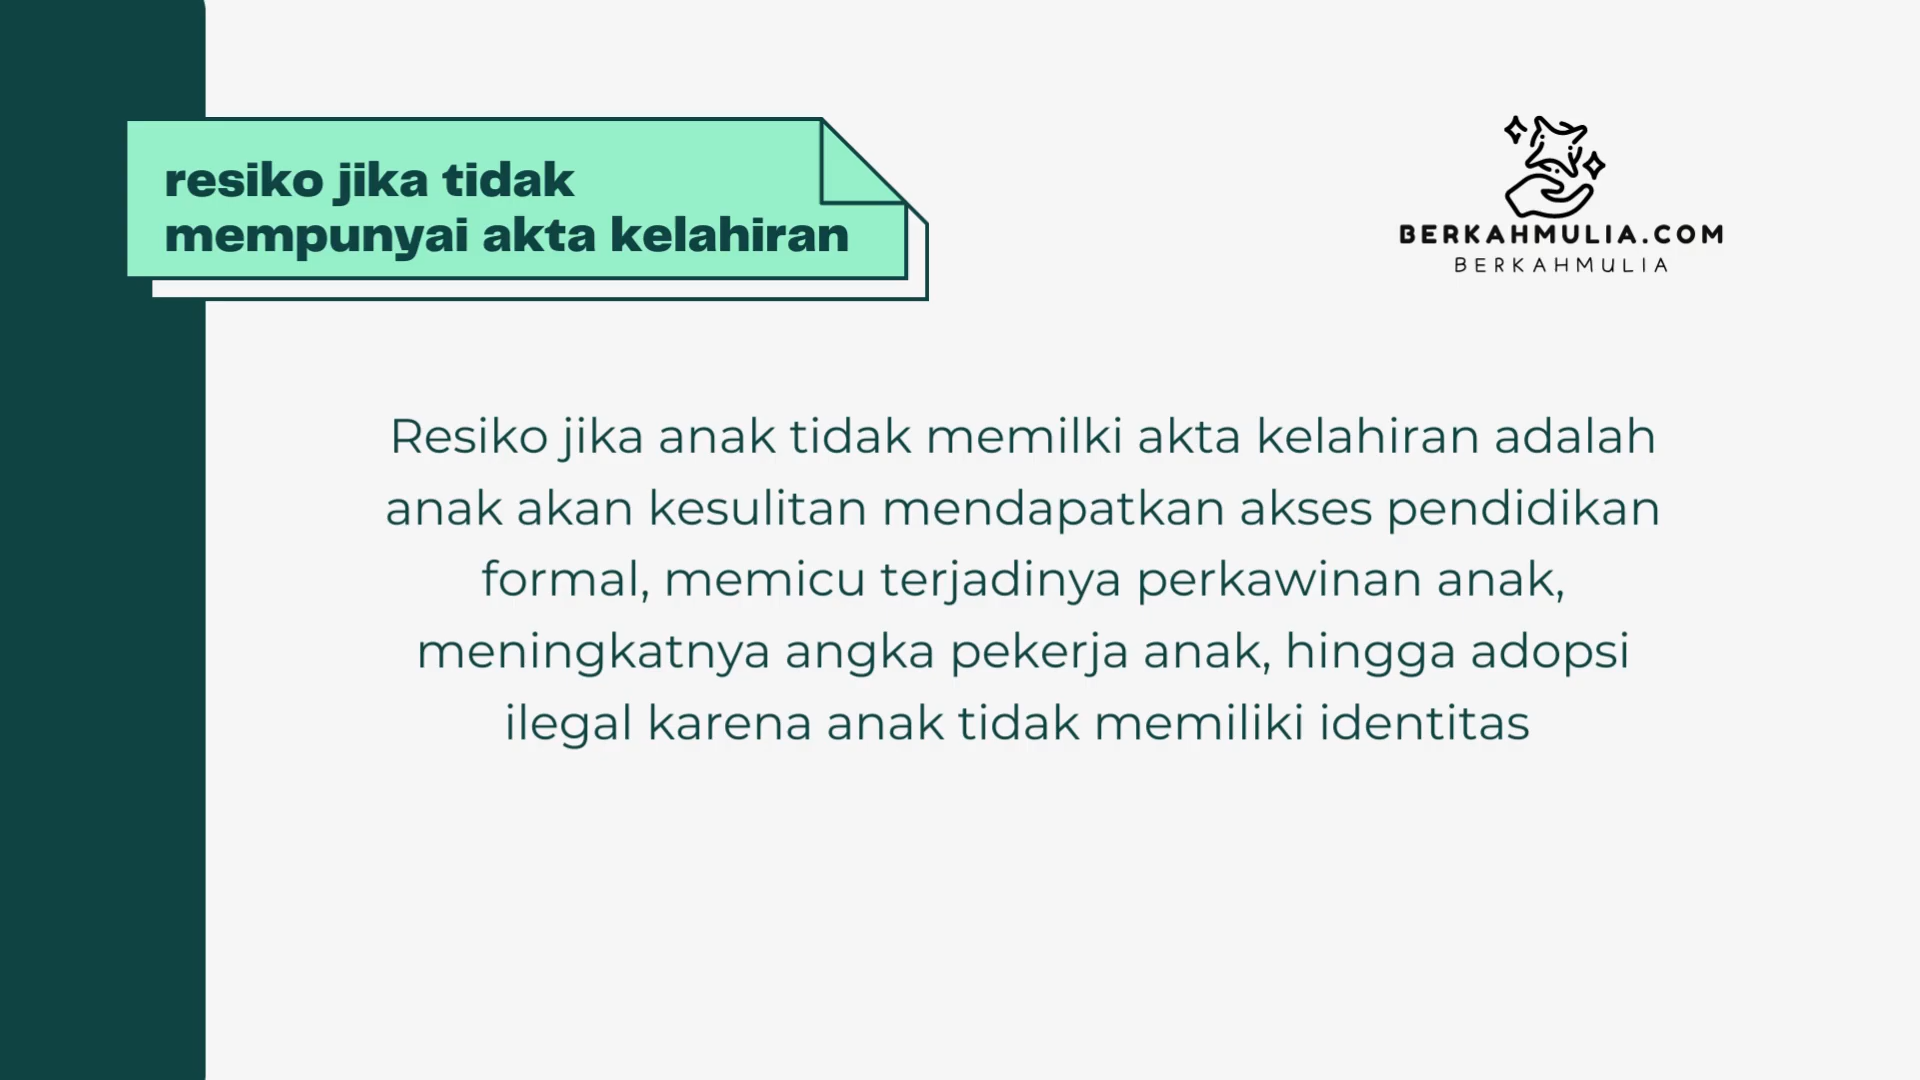 resiko jika tidak
mempunyai akta kelahiran
BERKAHMULIA.COM
BERKAHMULIA
Resiko jika anak tidak memilki akta kelahiran adalah
anak akan kesulitan mendapatkan akses pendidikan
formal, memicu terjadinya perkawinan anak,
meningkatnya angka pekerja anak, hingga adopsi
ilegal karena anak tidak memiliki identitas